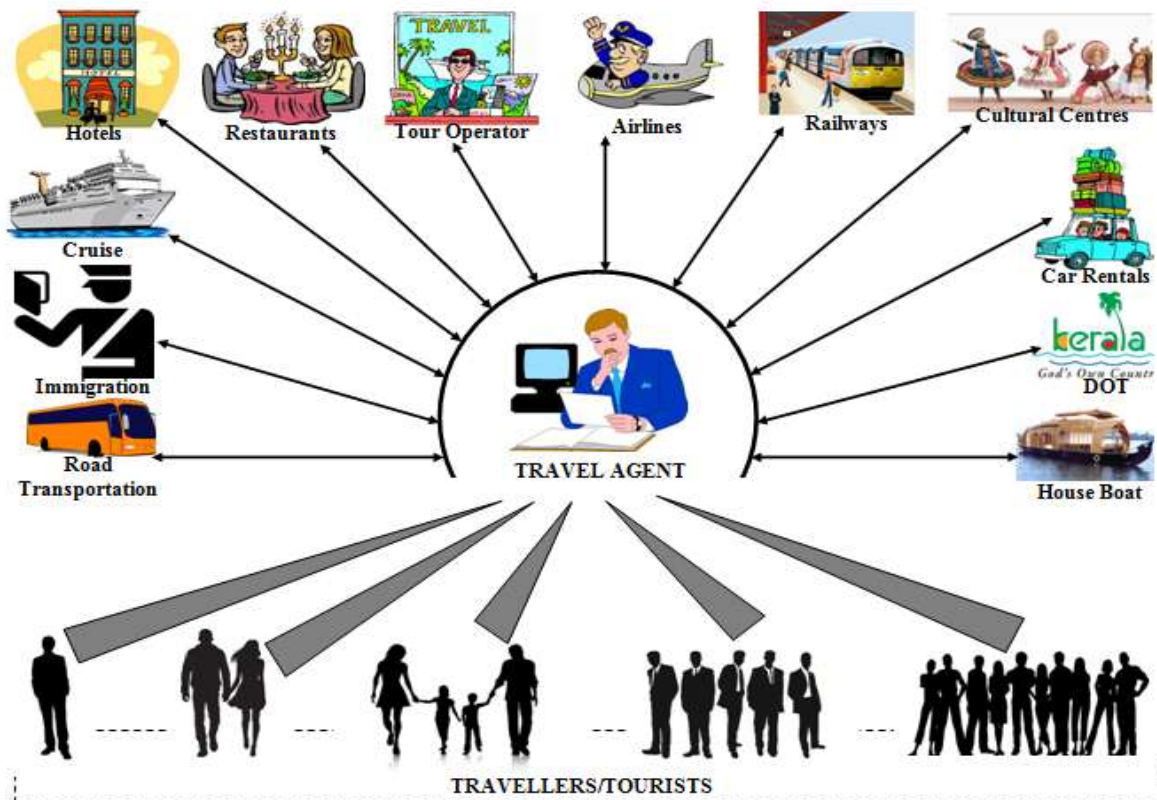 HOTEL
TRAVEL
Hotels
Restaurants
Tour Operator
Airlines
Railways
Cultural Centres
Cruise
Car Rentals
kerala
God's Own Countr
Immigration
DOT
Road
Transportation
TRAVEL AGENT
House Boat
TRAVELLERS/TOURISTS